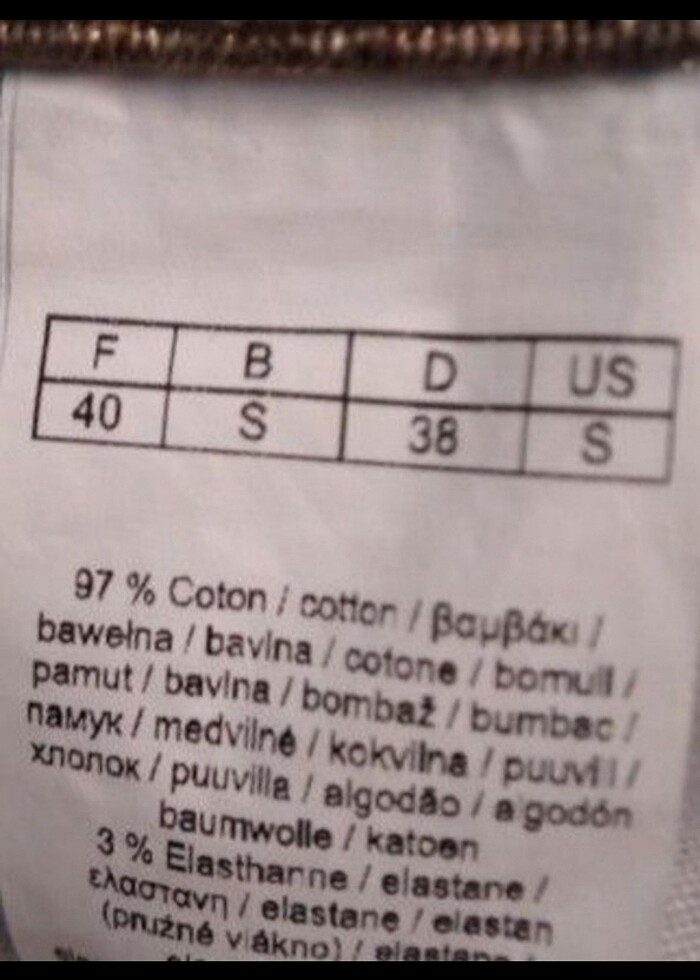 F B D US
40 S 38 S
97 % Coton / cotton / βαμβάκι /
bawełna / bavlna / cotone / bomull /
pamut / bavlna / bombaž / bumbac /
памук / medvilnė / kokvilna / puuvill /
хлопок / puuvilla / algodão / algodón
baumwolle / katoen
3 % Elasthanne / elastane /
ελαστανη / elastane / elastan
(pružné vlákno) / elastane